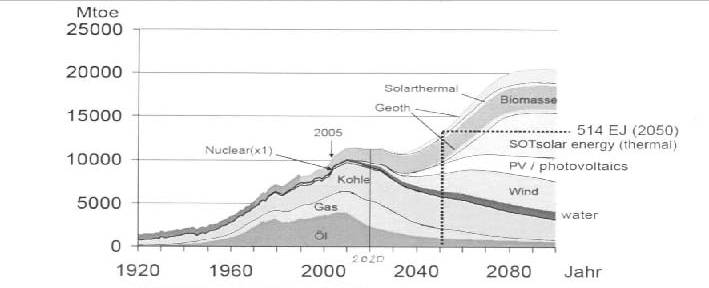 Mtoe
25000
20000
15000
10000
5000
0
Solarthermal
Geoth
Biomasse
2005
514 EJ (2050)
SOTsolar energy (thermal)
Nuclear(x1)
PV / photovoltaics
Kohle
Wind
Gas
water
Öl
2020
1920 1960 2000 2040 2080 Jahr